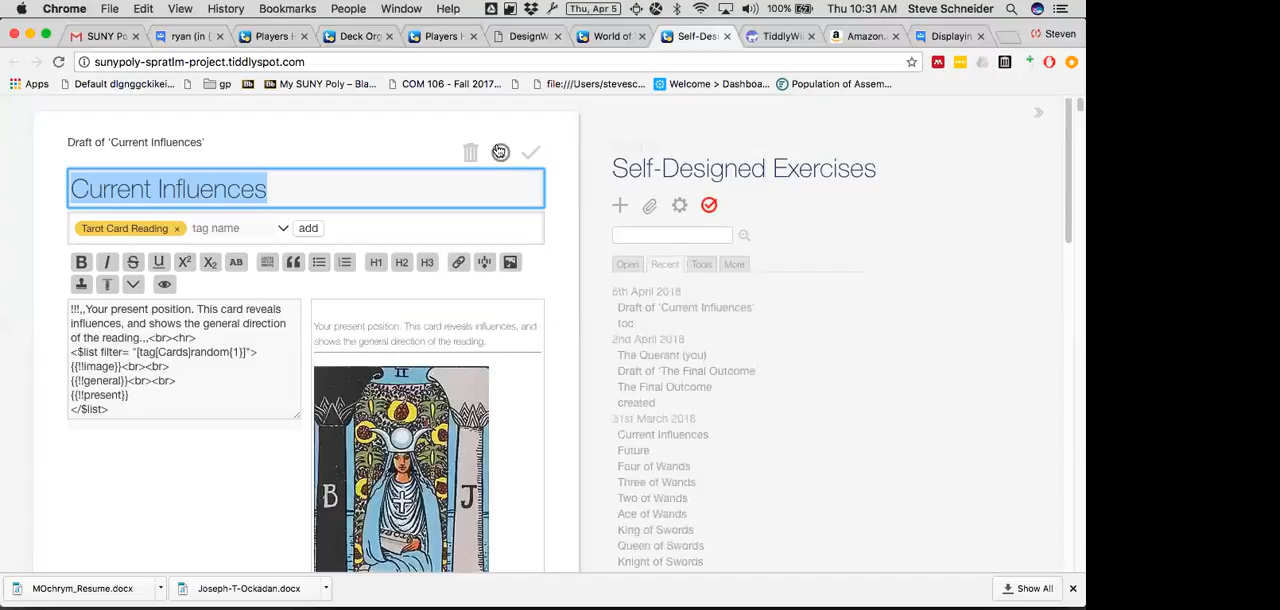 Chrome File Edit View History Bookmarks People Window Help Thu, Apr 5 100% Thu 10:31 AM Steve Schneider
SUNY Po ryan (in ( Players H Deck Org Players H DesignW World of Self-Des TiddlyWi Amazon. Displayin Steven
sunypoly-spratlm-project.tiddlyspot.com
Apps Default dlgnggckikei... gp Bb Bb My SUNY Poly – Bla... COM 106 - Fall 2017... file:///Users/stevesc... Welcome > Dashboa... Population of Assem...
Draft of 'Current Influences'
Current Influences
Tarot Card Reading × tag name add
B I S U X2 X2 AB H1 H2 H3
!!!,,Your present position. This card reveals
influences, and shows the general direction
of the reading.,,<br><hr>
<$list filter= "[tag[Cards]random{1}]">
{{!!image}}<br><br>
{{!!general}}<br><br>
{{!!present}}
</$list>
Your present position. This card reveals influences, and
shows the general direction of the reading.
II
B J
Self-Designed Exercises
Open Recent Tools More
5th April 2018
Draft of 'Current Influences'
toc
2nd April 2018
The Querant (you)
Draft of 'The Final Outcome
The Final Outcome
created
31st March 2018
Current Influences
Future
Four of Wands
Three of Wands
Two of Wands
Ace of Wands
King of Swords
Queen of Swords
Knight of Swords
MOchrym_Resume.docx Joseph-T-Ockadan.docx Show All